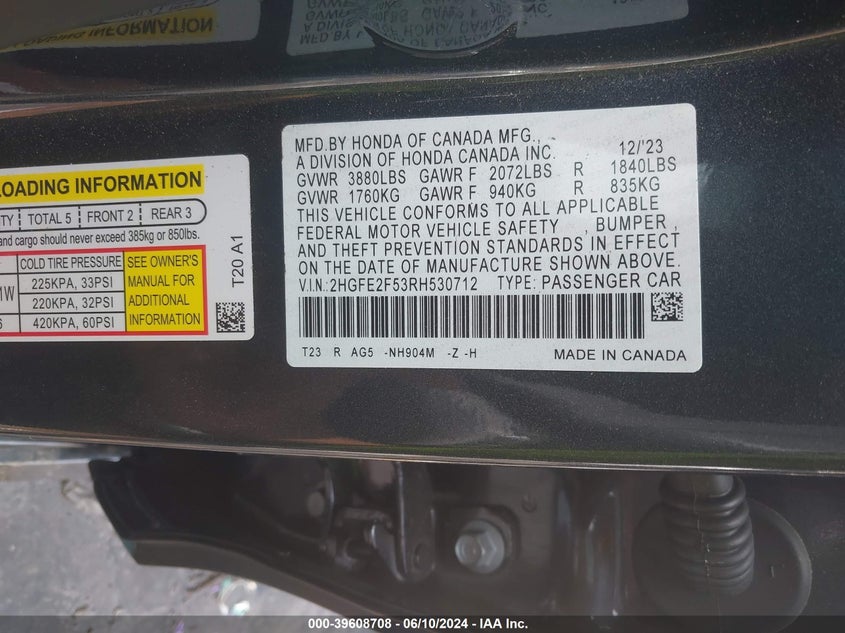 LOADING INFORMATION
TOTAL 5 FRONT 2 REAR 3
and cargo should never exceed 385kg or 850lbs.
COLD TIRE PRESSURE
225KPA, 33PSI
220KPA, 32PSI
420KPA, 60PSI
SEE OWNER'S
MANUAL FOR
ADDITIONAL
INFORMATION
T20 A1
MFD.BY HONDA OF CANADA MFG.,
A DIVISION OF HONDA CANADA INC. 12/'23
GVWR 3880LBS GAWR F 2072LBS R 1840LBS
GVWR 1760KG GAWR F 940KG R 835KG
THIS VEHICLE CONFORMS TO ALL APPLICABLE
FEDERAL MOTOR VEHICLE SAFETY , BUMPER ,
AND THEFT PREVENTION STANDARDS IN EFFECT
ON THE DATE OF MANUFACTURE SHOWN ABOVE.
V.I.N.: 2HGFE2F53RH530712 TYPE: PASSENGER CAR
T23 R AG5 -NH904M -Z -H MADE IN CANADA
000-39608708 - 06/10/2024 - IAA Inc.